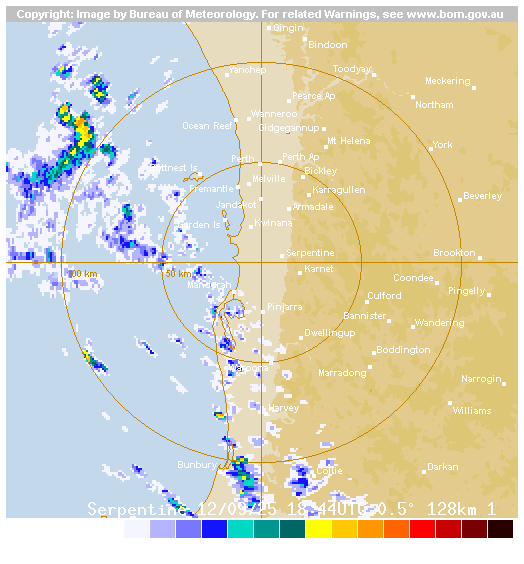 Copyright: Image by Bureau of Meteorology. For related Warnings, see www.bom.gov.au
Gingin
Bindoon
Yanchep
Toodyay
Meckering
Pearce Ap
Northam
Wanneroo
Ocean Reef
Gidgegannup
Mt Helena
York
Perth
Perth Ap
Rottnest Is
Bickley
Melville
Fremantle
Karragullen
Beverley
Jandakot
Armadale
Garden Is
Kwinana
Serpentine
Brookton
100 km
50 km
Karnet
Coondee
Mandurah
Pingelly
Culford
Pinjarra
Bannister
Wandering
Dwellingup
Boddington
Waroona
Marradong
Narrogin
Harvey
Williams
Bunbury
Collie
Darkan
Serpentine 12/09/25 18:44UTC 0.5° 128km 1